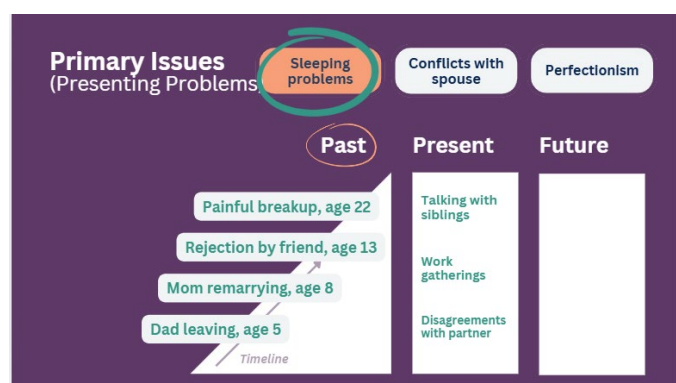 Primary Issues
(Presenting Problems)
Sleeping
problems
Conflicts with
spouse
Perfectionism
Past
Present
Future
Painful breakup, age 22
Rejection by friend, age 13
Mom remarrying, age 8
Dad leaving, age 5
Timeline
Talking with
siblings
Work
gatherings
Disagreements
with partner